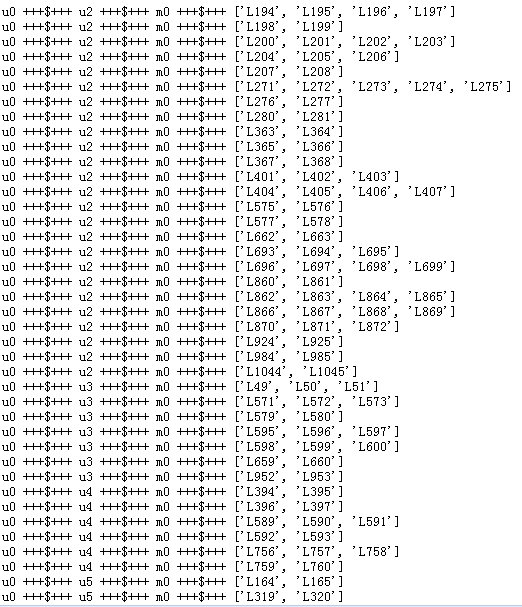 u0 +++$+++ u2 +++$+++ m0 +++$+++ ['L194', 'L195', 'L196', 'L197']
u0 +++$+++ u2 +++$+++ m0 +++$+++ ['L198', 'L199']
u0 +++$+++ u2 +++$+++ m0 +++$+++ ['L200', 'L201', 'L202', 'L203']
u0 +++$+++ u2 +++$+++ m0 +++$+++ ['L204', 'L205', 'L206']
u0 +++$+++ u2 +++$+++ m0 +++$+++ ['L207', 'L208']
u0 +++$+++ u2 +++$+++ m0 +++$+++ ['L271', 'L272', 'L273', 'L274', 'L275']
u0 +++$+++ u2 +++$+++ m0 +++$+++ ['L276', 'L277']
u0 +++$+++ u2 +++$+++ m0 +++$+++ ['L280', 'L281']
u0 +++$+++ u2 +++$+++ m0 +++$+++ ['L363', 'L364']
u0 +++$+++ u2 +++$+++ m0 +++$+++ ['L365', 'L366']
u0 +++$+++ u2 +++$+++ m0 +++$+++ ['L367', 'L368']
u0 +++$+++ u2 +++$+++ m0 +++$+++ ['L401', 'L402', 'L403']
u0 +++$+++ u2 +++$+++ m0 +++$+++ ['L404', 'L405', 'L406', 'L407']
u0 +++$+++ u2 +++$+++ m0 +++$+++ ['L575', 'L576']
u0 +++$+++ u2 +++$+++ m0 +++$+++ ['L577', 'L578']
u0 +++$+++ u2 +++$+++ m0 +++$+++ ['L662', 'L663']
u0 +++$+++ u2 +++$+++ m0 +++$+++ ['L693', 'L694', 'L695']
u0 +++$+++ u2 +++$+++ m0 +++$+++ ['L696', 'L697', 'L698', 'L699']
u0 +++$+++ u2 +++$+++ m0 +++$+++ ['L860', 'L861']
u0 +++$+++ u2 +++$+++ m0 +++$+++ ['L862', 'L863', 'L864', 'L865']
u0 +++$+++ u2 +++$+++ m0 +++$+++ ['L866', 'L867', 'L868', 'L869']
u0 +++$+++ u2 +++$+++ m0 +++$+++ ['L870', 'L871', 'L872']
u0 +++$+++ u2 +++$+++ m0 +++$+++ ['L924', 'L925']
u0 +++$+++ u2 +++$+++ m0 +++$+++ ['L984', 'L985']
u0 +++$+++ u2 +++$+++ m0 +++$+++ ['L1044', 'L1045']
u0 +++$+++ u3 +++$+++ m0 +++$+++ ['L49', 'L50', 'L51']
u0 +++$+++ u3 +++$+++ m0 +++$+++ ['L571', 'L572', 'L573']
u0 +++$+++ u3 +++$+++ m0 +++$+++ ['L579', 'L580']
u0 +++$+++ u3 +++$+++ m0 +++$+++ ['L595', 'L596', 'L597']
u0 +++$+++ u3 +++$+++ m0 +++$+++ ['L598', 'L599', 'L600']
u0 +++$+++ u3 +++$+++ m0 +++$+++ ['L659', 'L660']
u0 +++$+++ u3 +++$+++ m0 +++$+++ ['L952', 'L953']
u0 +++$+++ u4 +++$+++ m0 +++$+++ ['L394', 'L395']
u0 +++$+++ u4 +++$+++ m0 +++$+++ ['L396', 'L397']
u0 +++$+++ u4 +++$+++ m0 +++$+++ ['L589', 'L590', 'L591']
u0 +++$+++ u4 +++$+++ m0 +++$+++ ['L592', 'L593']
u0 +++$+++ u4 +++$+++ m0 +++$+++ ['L756', 'L757', 'L758']
u0 +++$+++ u4 +++$+++ m0 +++$+++ ['L759', 'L760']
u0 +++$+++ u5 +++$+++ m0 +++$+++ ['L164', 'L165']
u0 +++$+++ u5 +++$+++ m0 +++$+++ ['L319', 'L320']